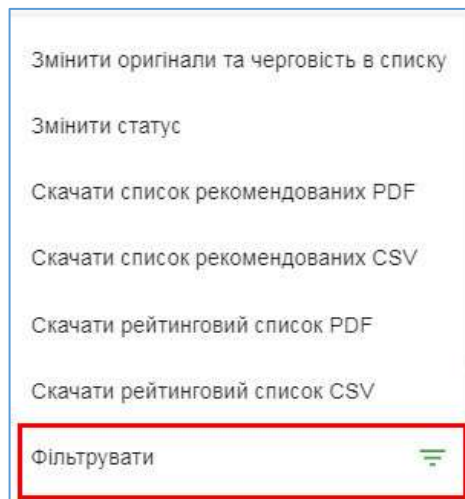 Змінити оригінали та черговість в списку
Змінити статус
Скачати список рекомендованих PDF
Скачати список рекомендованих CSV
Скачати рейтинговий список PDF
Скачати рейтинговий список CSV
Фільтрувати